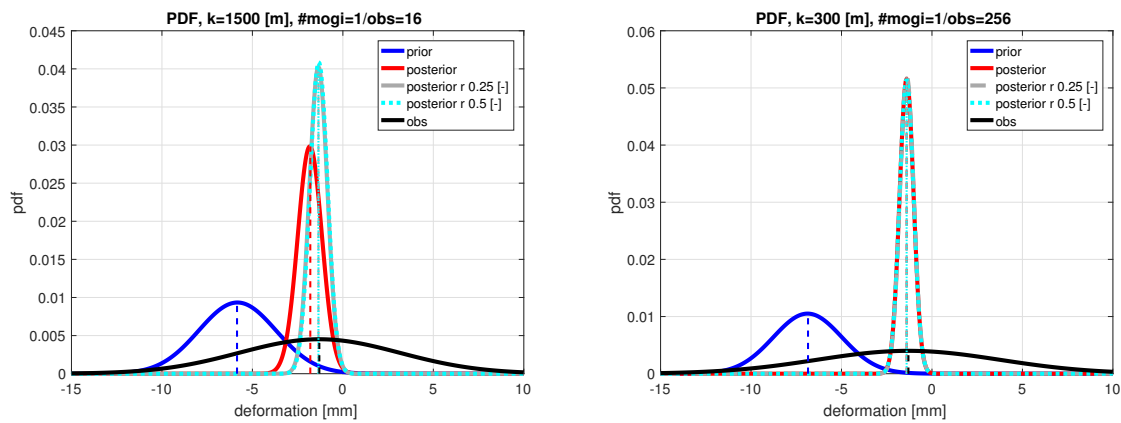 PDF, k=1500 [m], #mogi=1/obs=16
0.045
0.04
0.035
0.03
0.025
0.02
0.015
0.01
0.005
0
pdf
-15
-10
-5
0
5
10
deformation [mm]
prior
posterior
posterior r 0.25 [-]
posterior r 0.5 [-]
obs
PDF, k=300 [m], #mogi=1/obs=256
0.06
0.05
0.04
0.03
0.02
0.01
0
pdf
-15
-10
-5
0
5
10
deformation [mm]
prior
posterior
posterior r 0.25 [-]
posterior r 0.5 [-]
obs